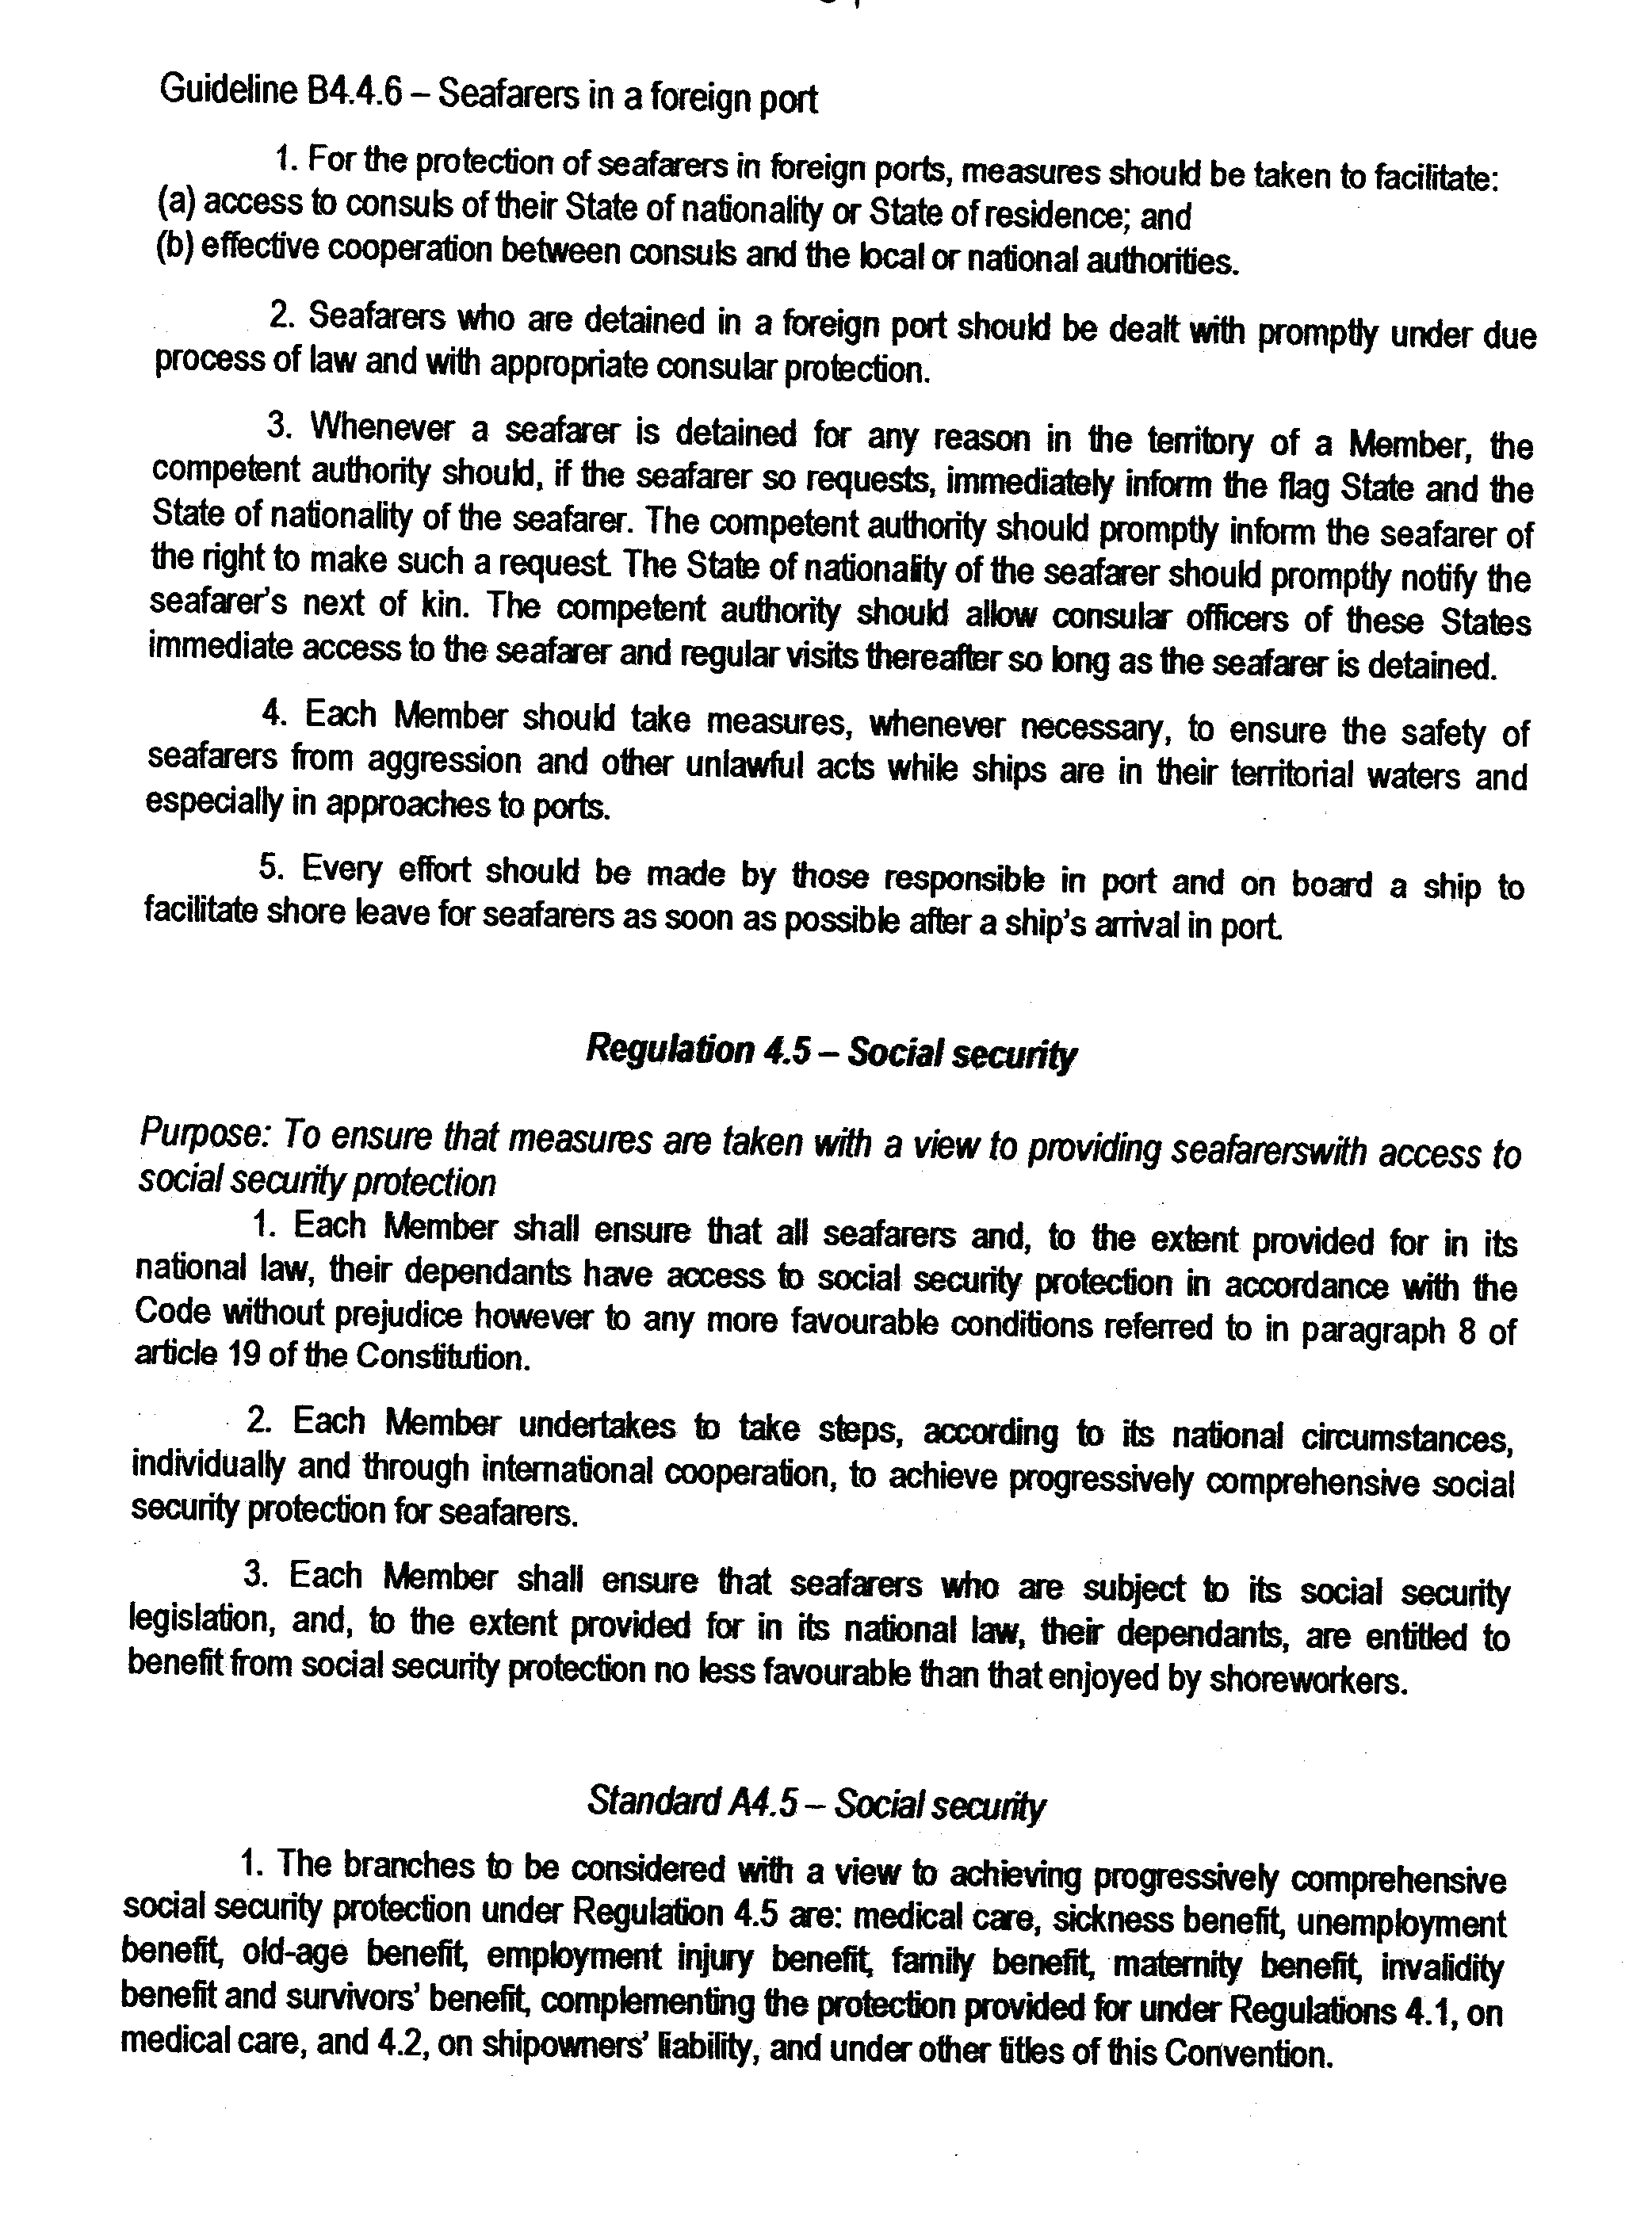 Guideline B4.4.6 – Seafarers in a foreign port
1. For the protection of seafarers in foreign ports, measures should be taken to facilitate:
(a) access to consuls of their State of nationality or State of residence; and
(b) effective cooperation between consuls and the local or national authorities.
2. Seafarers who are detained in a foreign port should be dealt with promptly under due
process of law and with appropriate consular protection.
3. Whenever a seafarer is detained for any reason in the territory of a Member, the
competent authority should, if the seafarer so requests, immediately inform the flag State and the
State of nationality of the seafarer. The competent authority should promptly inform the seafarer of
the right to make such a request. The State of nationality of the seafarer should promptly notify the
seafarer's next of kin. The competent authority should allow consular officers of these States
immediate access to the seafarer and regular visits thereafter so long as the seafarer is detained.
4. Each Member should take measures, whenever necessary, to ensure the safety of
seafarers from aggression and other unlawful acts while ships are in their territorial waters and
especially in approaches to ports.
5. Every effort should be made by those responsible in port and on board a ship to
facilitate shore leave for seafarers as soon as possible after a ship's arrival in port.
Regulation 4.5 – Social security
Purpose: To ensure that measures are taken with a view to providing seafarerswith access to
social security protection
1. Each Member shall ensure that all seafarers and, to the extent provided for in its
national law, their dependants have access to social security protection in accordance with the
Code without prejudice however to any more favourable conditions referred to in paragraph 8 of
article 19 of the Constitution.
2. Each Member undertakes to take steps, according to its national circumstances,
individually and through international cooperation, to achieve progressively comprehensive social
security protection for seafarers.
3. Each Member shall ensure that seafarers who are subject to its social security
legislation, and, to the extent provided for in its national law, their dependants, are entitled to
benefit from social security protection no less favourable than that enjoyed by shoreworkers.
Standard A4.5 – Social security
1. The branches to be considered with a view to achieving progressively comprehensive
social security protection under Regulation 4.5 are: medical care, sickness benefit, unemployment
benefit, old-age benefit, employment injury benefit, family benefit, maternity benefit, invalidity
benefit and survivors' benefit, complementing the protection provided for under Regulations 4.1, on
medical care, and 4.2, on shipowners' liability, and under other titles of this Convention.